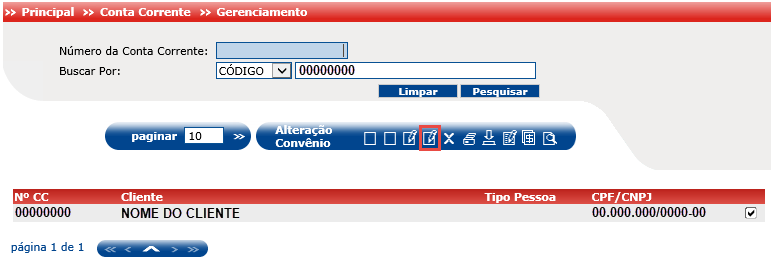 >> Principal >> Conta Corrente >> Gerenciamento
Número da Conta Corrente:
Buscar Por: CÓDIGO 00000000
Limpar Pesquisar
paginar 10 >> Alteração Convênio
Nº CC Cliente Tipo Pessoa CPF/CNPJ
00000000 NOME DO CLIENTE 00.000.000/0000-00
página 1 de 1 << < > >>